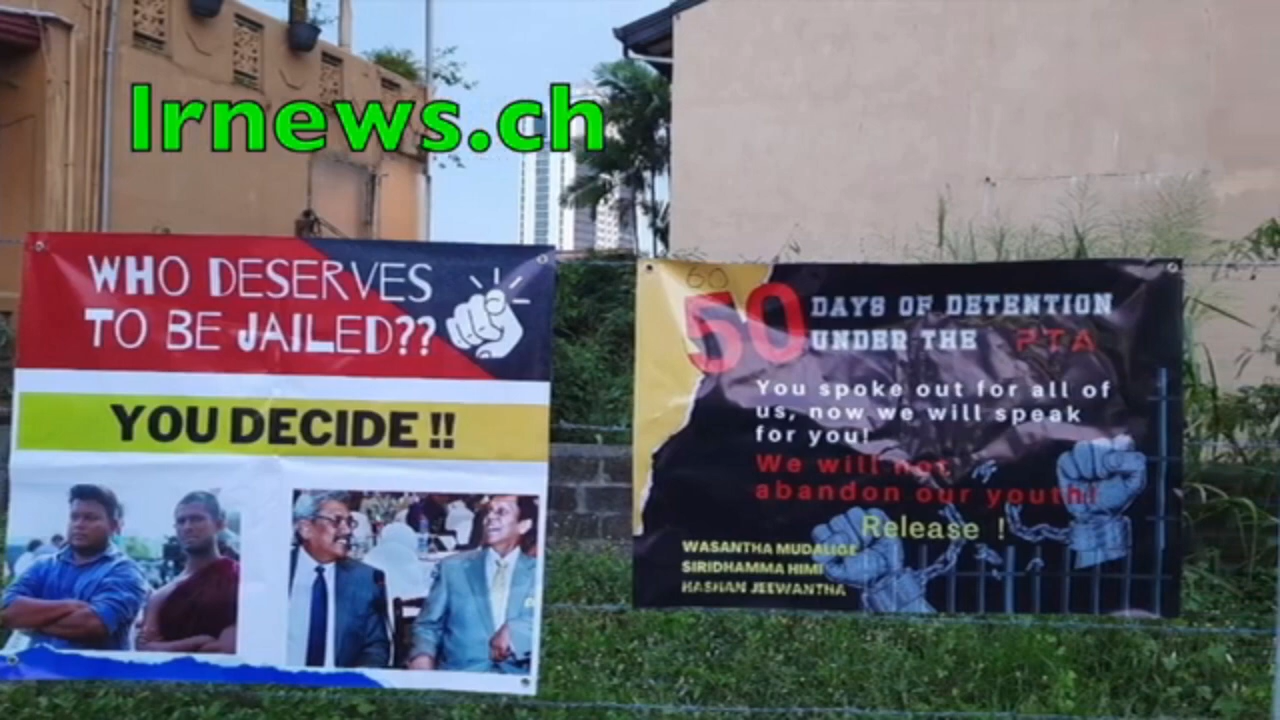 lrnews.ch
WHO DESERVES
TO BE JAILED??
YOU DECIDE !!
60
50 DAYS OF DETENTION
UNDER THE PTA
You spoke out for all of
us, now we will speak
for you!
We will not
abandon our youth!
Release !
WASANTHA MUDALIGE
SIRIDHAMMA HIMI
HASHAN JEEWANTHA